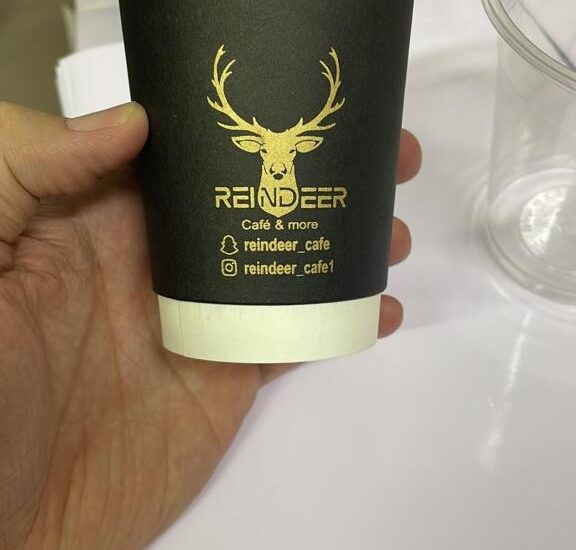 REINDEER
Café & more
reindeer_cafe
reindeer_cafe1